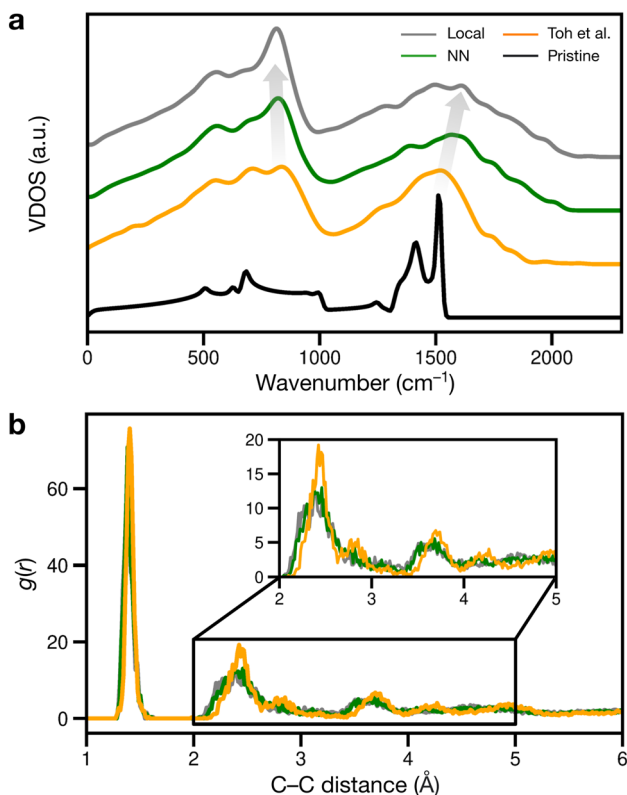 a
Local
NN
Toh et al.
Pristine
VDOS (a.u.)
0
500
1000
1500
2000
Wavenumber (cm⁻¹)
b
g(r)
60
40
20
0
20
15
10
5
0
2
3
4
5
1
2
3
4
5
6
C–C distance (Å)